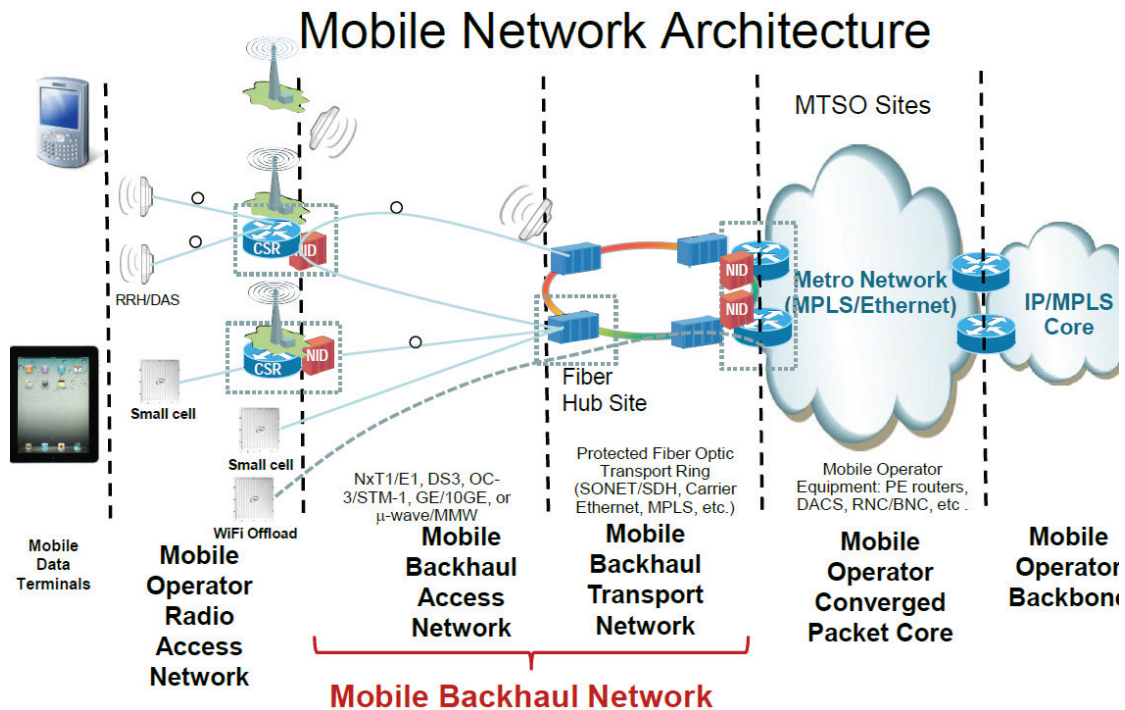 Mobile Network Architecture
MTSO Sites
CSR
NID
RRH/DAS
NID
NID
Metro Network
(MPLS/Ethernet)
IP/MPLS
Core
CSR
NID
Small cell
Fiber
Hub Site
Small cell
WiFi Offload
NxT1/E1, DS3, OC-
3/STM-1, GE/10GE, or
µ-wave/MMW
Protected Fiber Optic
Transport Ring
(SONET/SDH, Carrier
Ethernet, MPLS, etc.)
Mobile Operator
Equipment: PE routers,
DACS, RNC/BNC, etc .
Mobile
Data
Terminals
Mobile
Operator
Radio
Access
Network
Mobile
Backhaul
Access
Network
Mobile
Backhaul
Transport
Network
Mobile
Operator
Converged
Packet Core
Mobile
Operator
Backbone
Mobile Backhaul Network